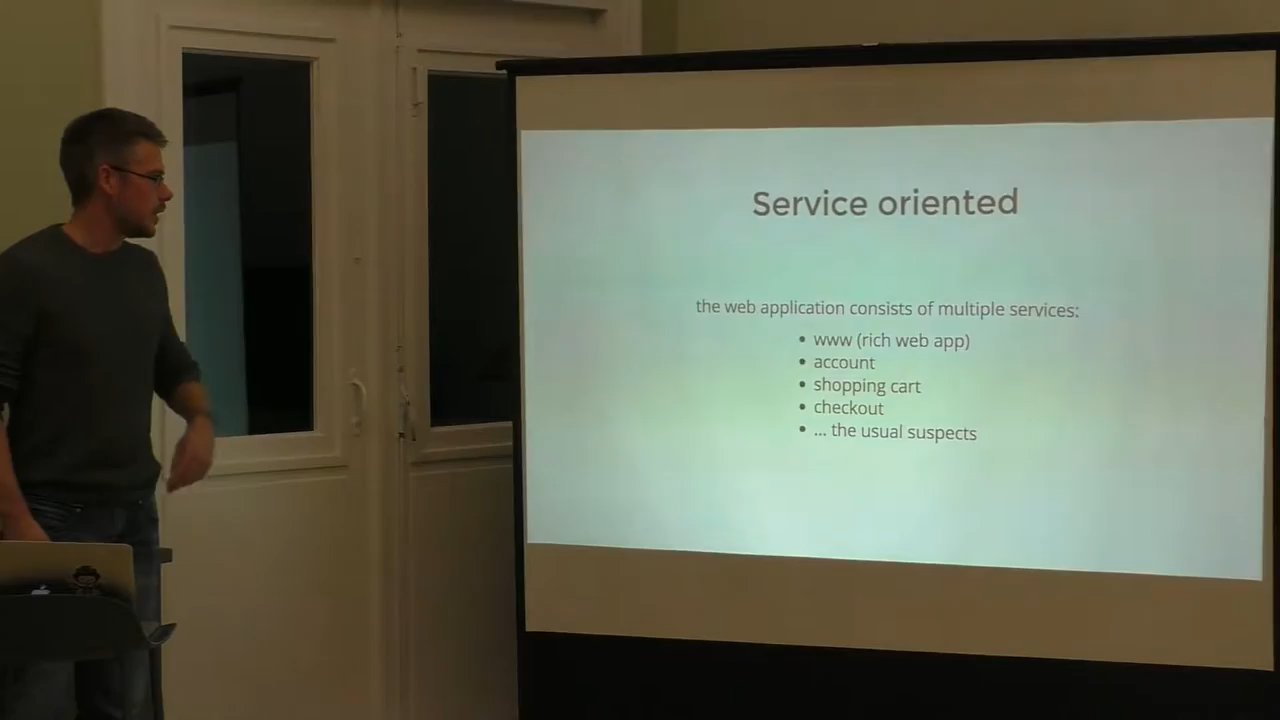 Service oriented
the web application consists of multiple services:
• www (rich web app)
• account
• shopping cart
• checkout
• ... the usual suspects